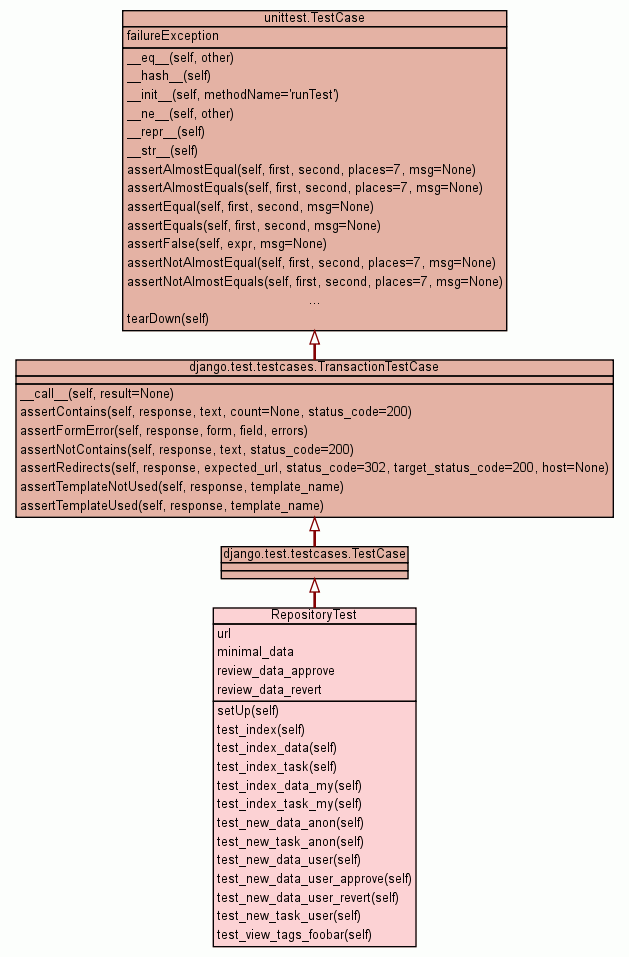 unittest.TestCase
failureException
__eq__(self, other)
__hash__(self)
__init__(self, methodName='runTest')
__ne__(self, other)
__repr__(self)
__str__(self)
assertAlmostEqual(self, first, second, places=7, msg=None)
assertAlmostEquals(self, first, second, places=7, msg=None)
assertEqual(self, first, second, msg=None)
assertEquals(self, first, second, msg=None)
assertFalse(self, expr, msg=None)
assertNotAlmostEqual(self, first, second, places=7, msg=None)
assertNotAlmostEquals(self, first, second, places=7, msg=None)
...
tearDown(self)
django.test.testcases.TransactionTestCase
__call__(self, result=None)
assertContains(self, response, text, count=None, status_code=200)
assertFormError(self, response, form, field, errors)
assertNotContains(self, response, text, status_code=200)
assertRedirects(self, response, expected_url, status_code=302, target_status_code=200, host=None)
assertTemplateNotUsed(self, response, template_name)
assertTemplateUsed(self, response, template_name)
django.test.testcases.TestCase
RepositoryTest
url
minimal_data
review_data_approve
review_data_revert
setUp(self)
test_index(self)
test_index_data(self)
test_index_task(self)
test_index_data_my(self)
test_index_task_my(self)
test_new_data_anon(self)
test_new_task_anon(self)
test_new_data_user(self)
test_new_data_user_approve(self)
test_new_data_user_revert(self)
test_new_task_user(self)
test_view_tags_foobar(self)